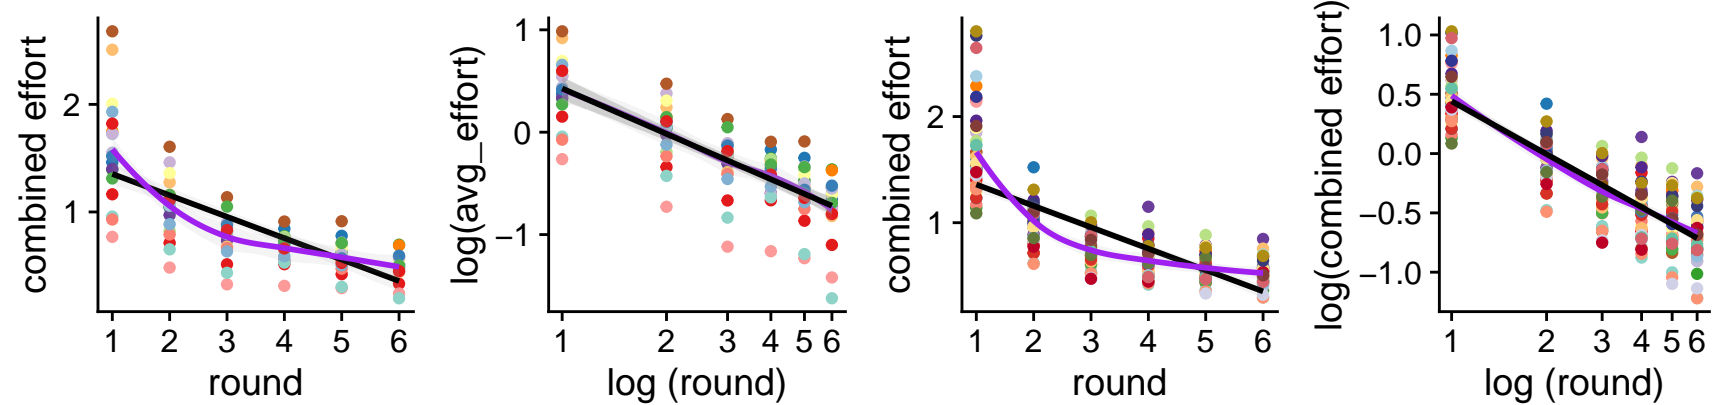 combined effort
2
1
1 2 3 4 5 6
round
log(avg_effort)
1
0
−1
1 2 3 4 5 6
log (round)
combined effort
2
1
1 2 3 4 5 6
round
log(combined effort)
1.0
0.5
0.0
−0.5
−1.0
1 2 3 4 5 6
log (round)